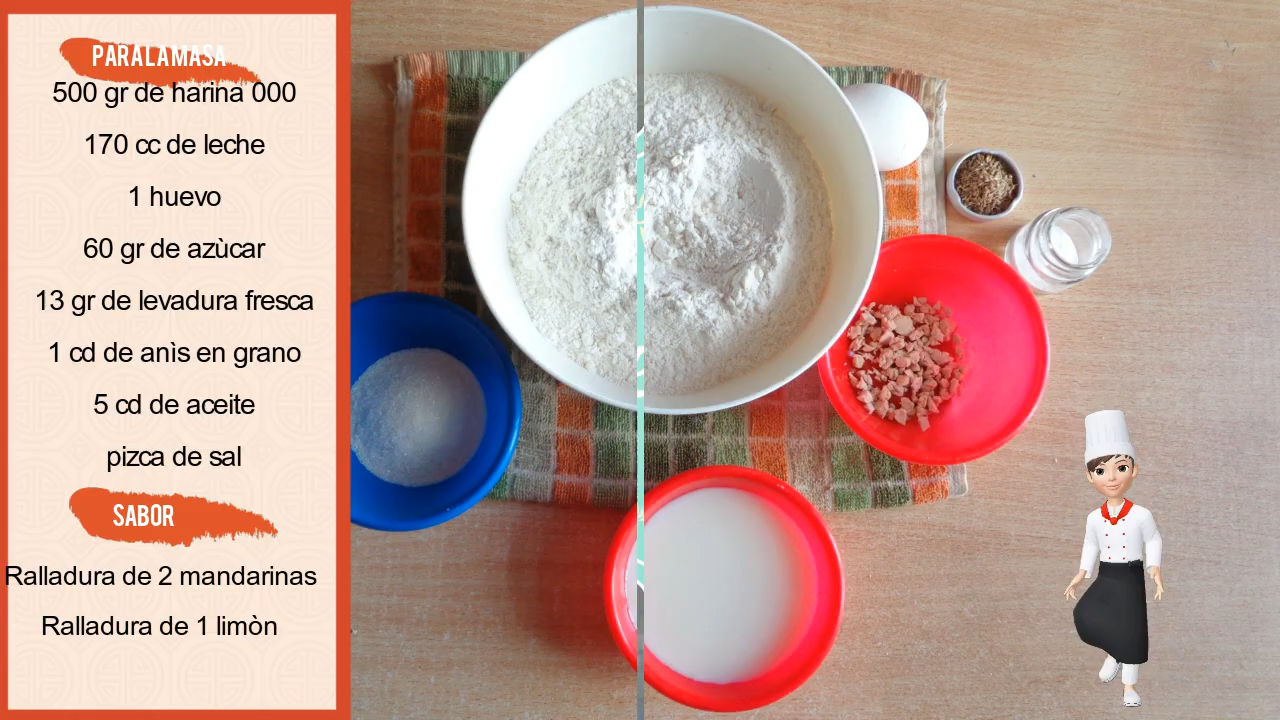 PARALAMASA
500 gr de harina 000
170 cc de leche
1 huevo
60 gr de azùcar
13 gr de levadura fresca
1 cd de anìs en grano
5 cd de aceite
pizca de sal
SABOR
Ralladura de 2 mandarinas
Ralladura de 1 limòn